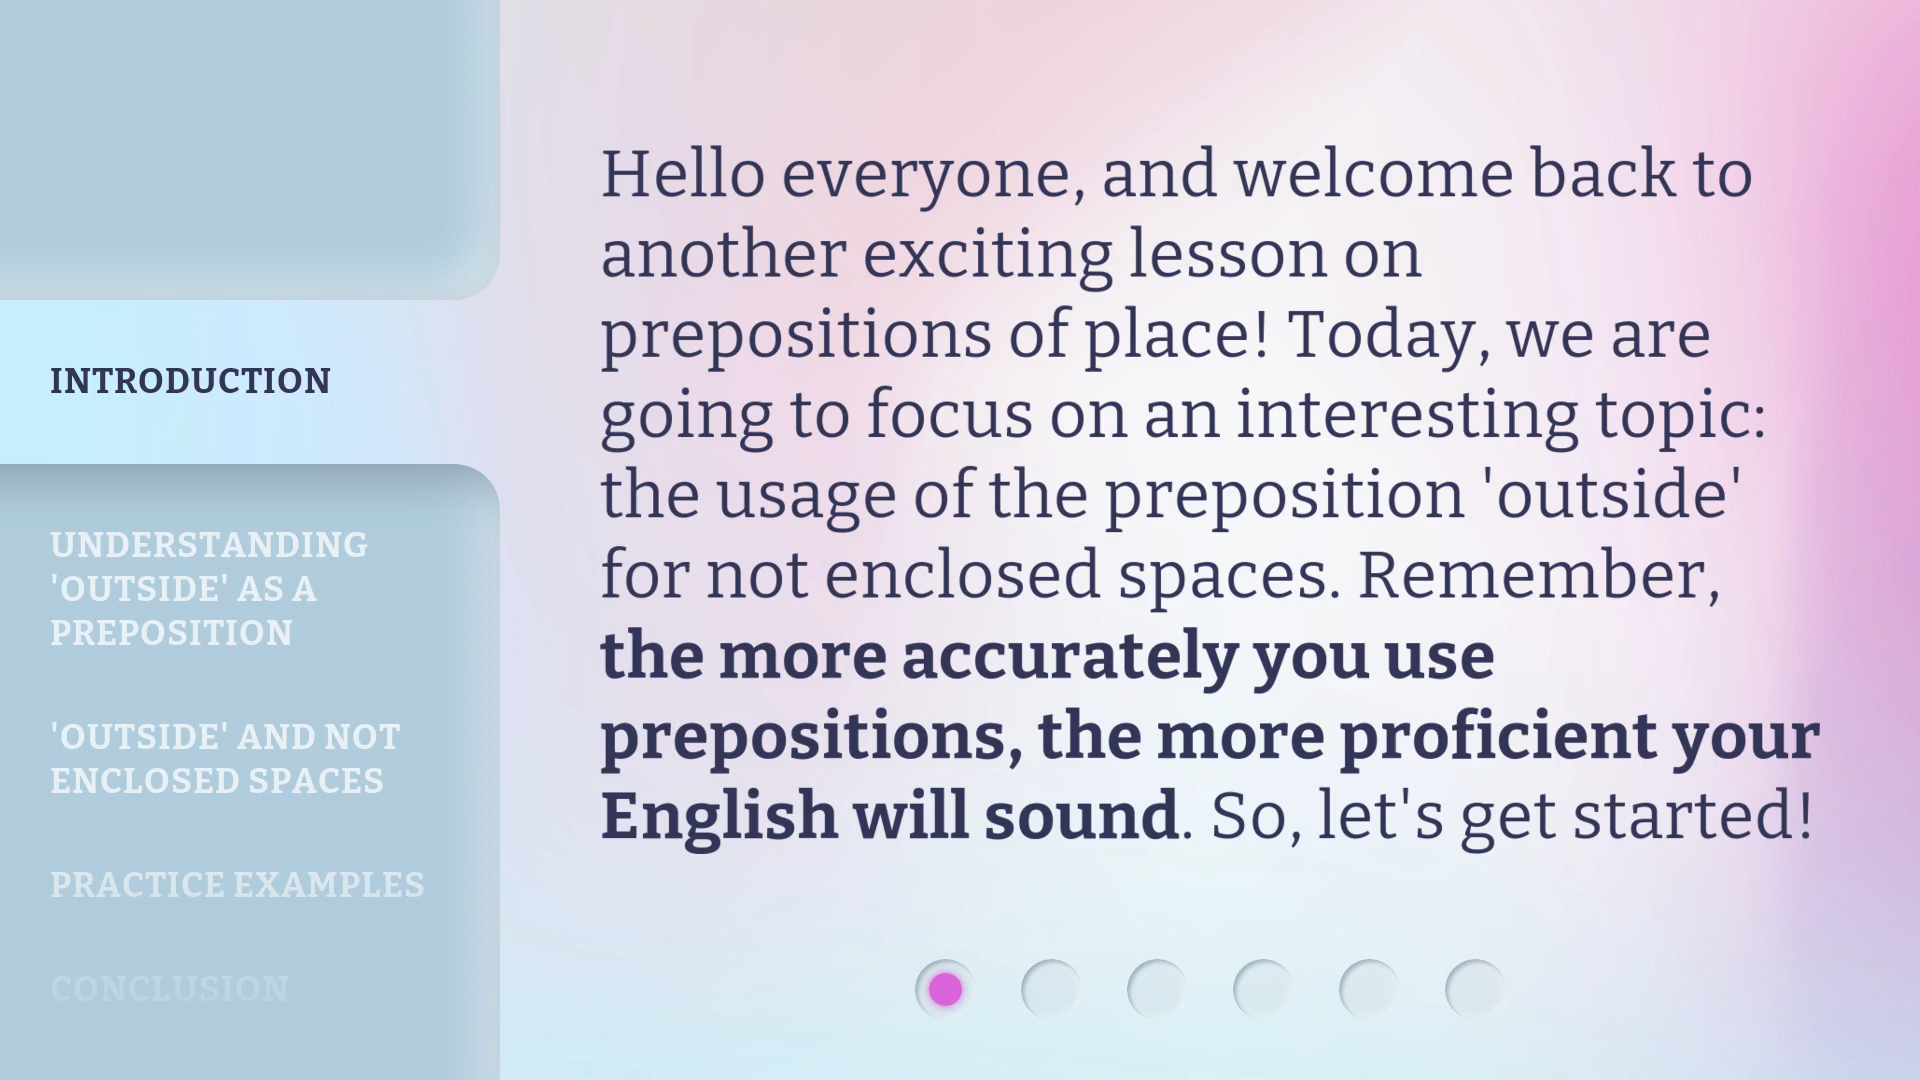 INTRODUCTION
UNDERSTANDING
'OUTSIDE' AS A
PREPOSITION
'OUTSIDE' AND NOT
ENCLOSED SPACES
PRACTICE EXAMPLES
CONCLUSION
Hello everyone, and welcome back to
another exciting lesson on
prepositions of place! Today, we are
going to focus on an interesting topic:
the usage of the preposition 'outside'
for not enclosed spaces. Remember,
the more accurately you use
prepositions, the more proficient your
English will sound. So, let's get started!